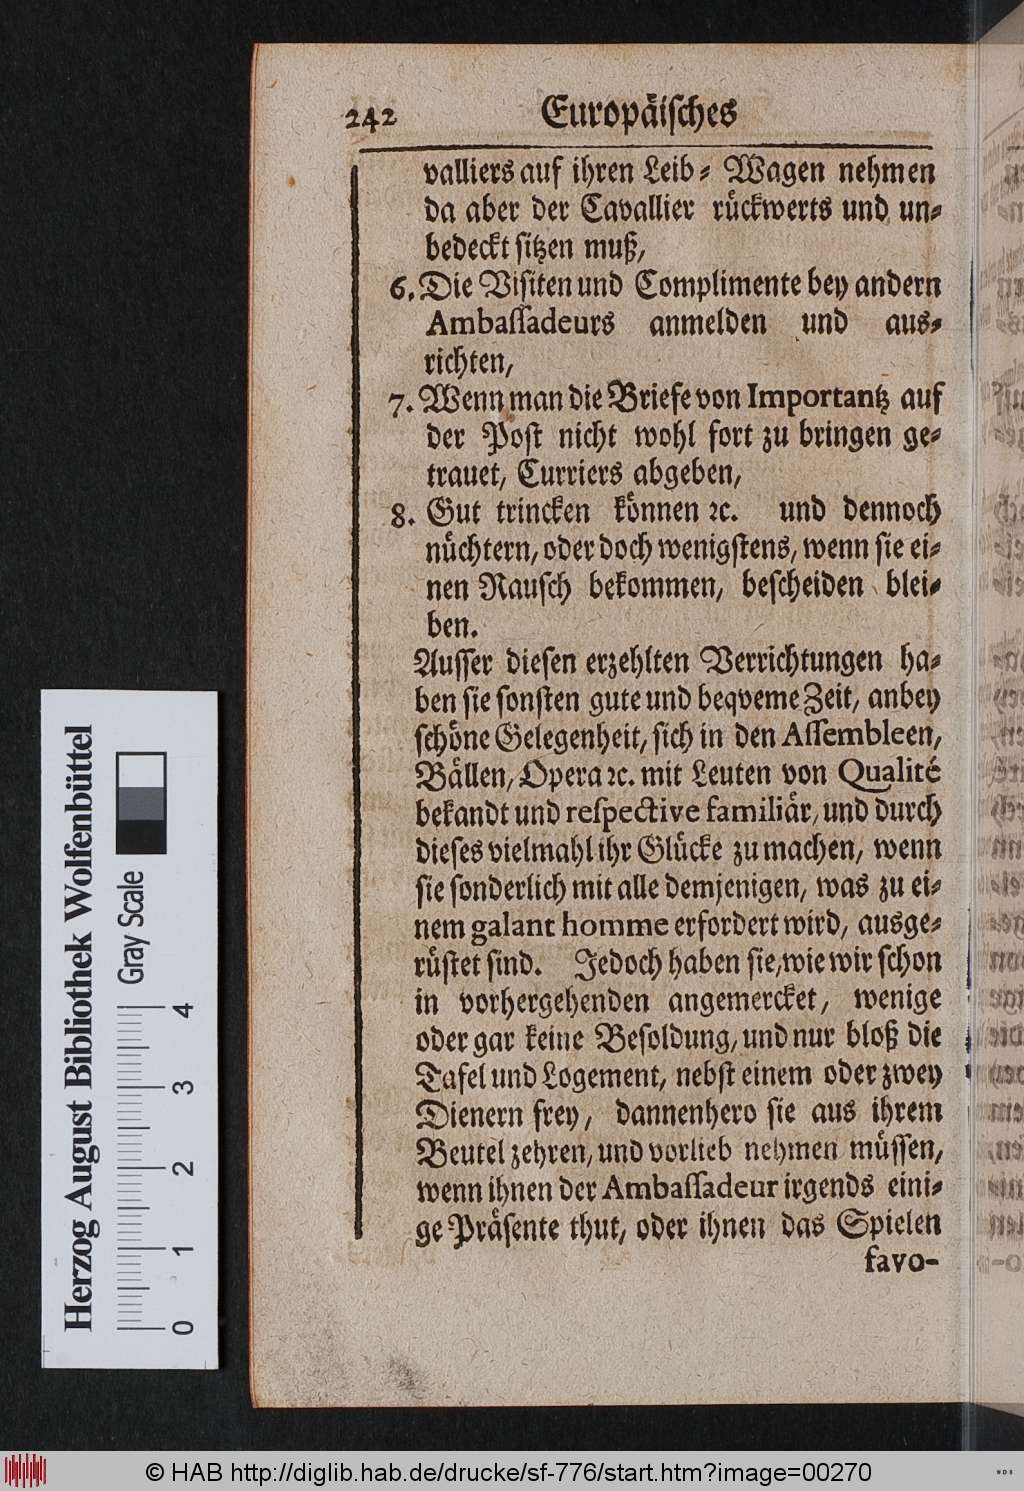 242 Europäisches
valliers auf ihren Leib- Wagen nehmen
da aber der Cavallier rückwerts und un-
bedeckt sitzen muß,
6. Die Visiten und Complimente bey andern
Ambassadeurs anmelden und aus-
richten,
7. Wenn man die Briefe von Importantz auf
der Post nicht wohl fort zu bringen ge-
trauet, Curriers abgeben,
8. Gut trincken können ꝛc. und dennoch
nüchtern, oder doch wenigstens, wenn sie ei-
nen Rausch bekommen, bescheiden blei-
ben.
Ausser diesen erzehlten Verrichtungen ha-
ben sie sonsten gute und beqveme Zeit, anbey
schöne Gelegenheit, sich in den Assembleen,
Bällen, Opera ꝛc. mit Leuten von Qualité
bekandt und respective familiär, und durch
dieses vielmahl ihr Glücke zu machen, wenn
sie sonderlich mit alle demjenigen, was zu ei-
nem galant homme erfordert wird, ausge-
rüstet sind. Jedoch haben sie, wie wir schon
in vorhergehenden angemercket, wenige
oder gar keine Besoldung, und nur bloß die
Tafel und Logement, nebst einem oder zwey
Dienern frey, dannenhero sie aus ihrem
Beutel zehren, und vorlieb nehmen müssen,
wenn ihnen der Ambassadeur irgends eini-
ge Präsente thut, oder ihnen das Spielen
favo-
Herzog August Bibliothek Wolfenbüttel
Gray Scale
0 1 2 3 4
© HAB http://diglib.hab.de/drucke/sf-776/start.htm?image=00270